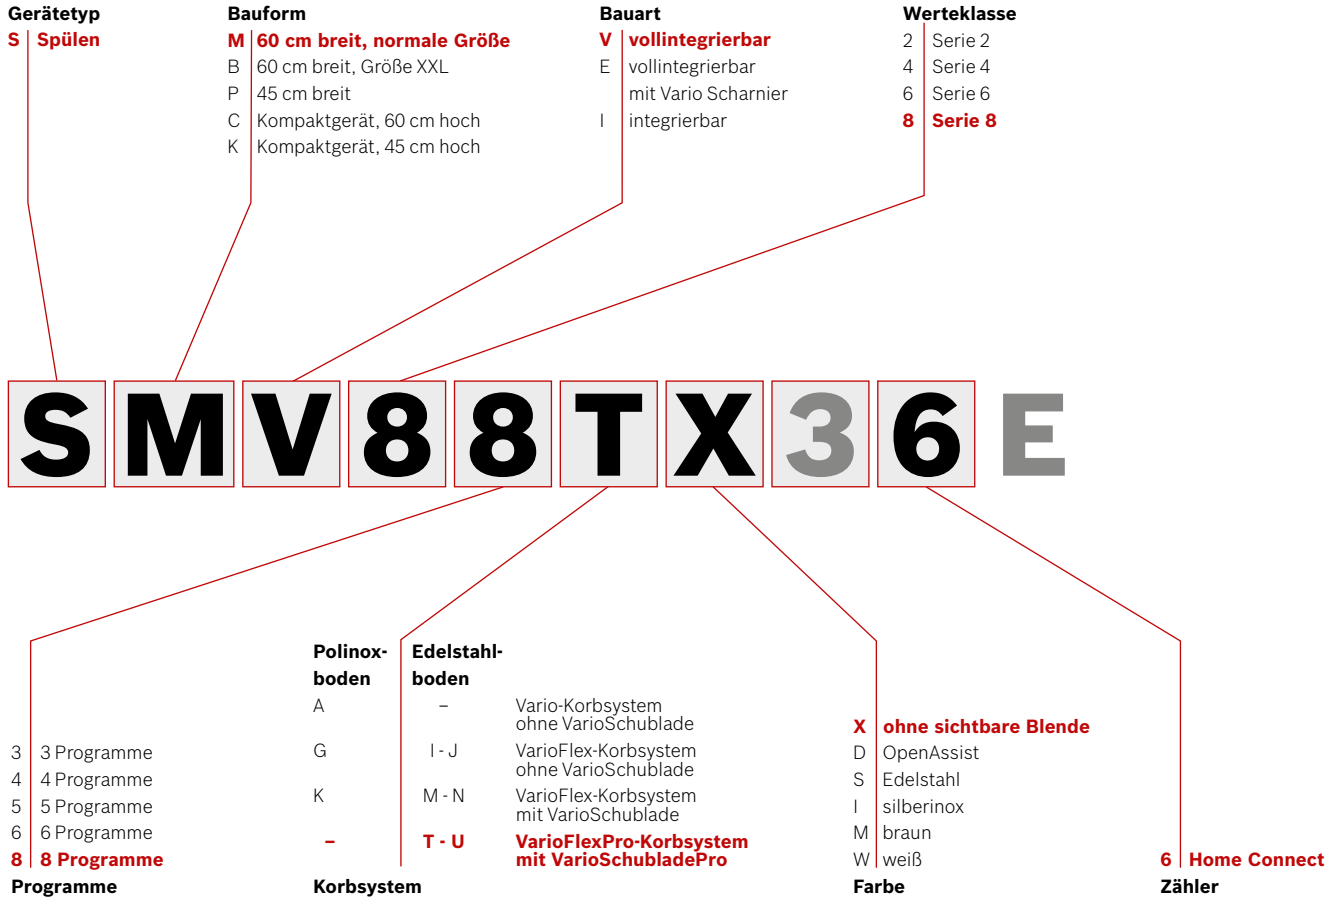 Gerätetyp
S Spülen
Bauform
M 60 cm breit, normale Größe
B 60 cm breit, Größe XXL
P 45 cm breit
C Kompaktgerät, 60 cm hoch
K Kompaktgerät, 45 cm hoch
Bauart
V vollintegrierbar
E vollintegrierbar
mit Vario Scharnier
I integrierbar
Werteklasse
2 Serie 2
4 Serie 4
6 Serie 6
8 Serie 8
SMV88TX36E
3 3 Programme
4 4 Programme
5 5 Programme
6 6 Programme
8 8 Programme
Programme
Polinox- Edelstahl-
boden boden
A – Vario-Korbsystem
ohne VarioSchublade
G I - J VarioFlex-Korbsystem
ohne VarioSchublade
K M - N VarioFlex-Korbsystem
mit VarioSchublade
– T - U VarioFlexPro-Korbsystem
mit VarioSchubladePro
Korbsystem
X ohne sichtbare Blende
D OpenAssist
S Edelstahl
I silberinox
M braun
W weiß
Farbe
6 Home Connect
Zähler